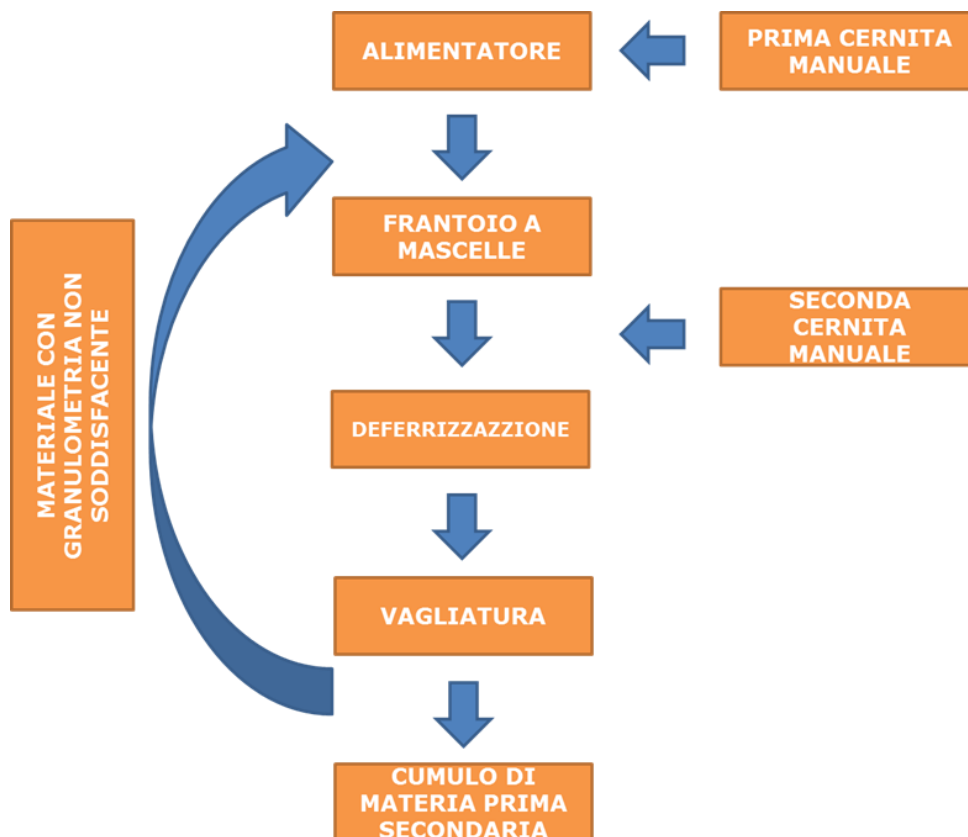 ALIMENTATORE
PRIMA CERNITA
MANUALE
FRANTOIO A
MASCELLE
MATERIALE CON
GRANULOMETRIA NON
SODDISFACENTE
SECONDA
CERNITA
MANUALE
DEFERRIZZAZZIONE
VAGLIATURA
CUMULO DI
MATERIA PRIMA
SECONDARIA